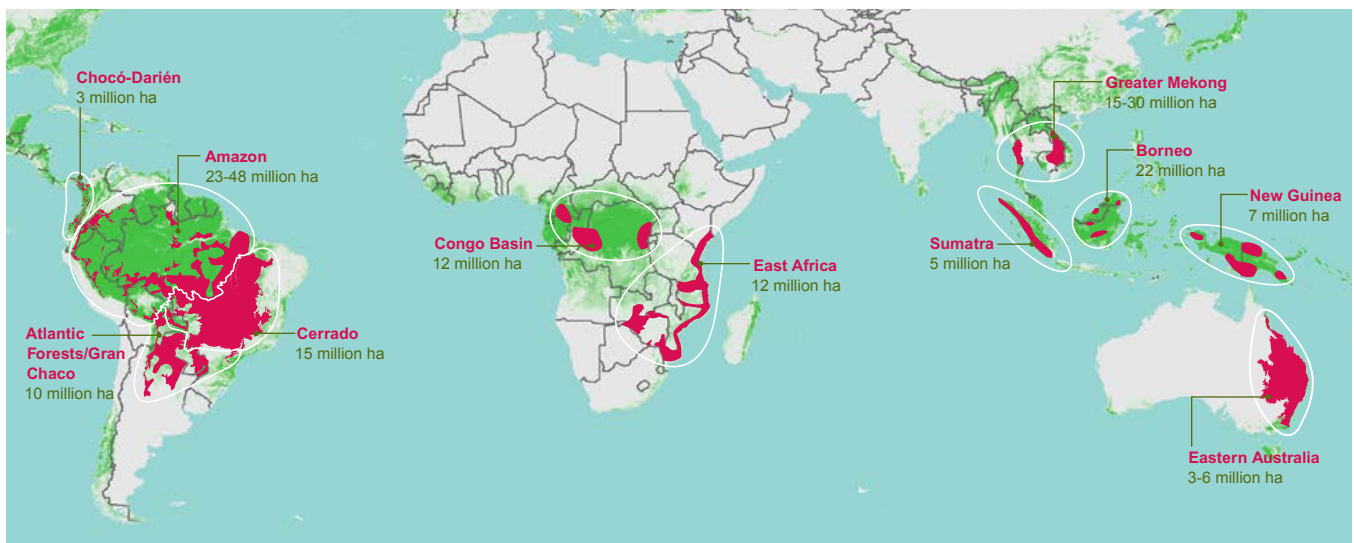 Chocó-Darién
3 million ha
Amazon
23-48 million ha
Atlantic
Forests/Gran
Chaco
10 million ha
Cerrado
15 million ha
Congo Basin
12 million ha
East Africa
12 million ha
Greater Mekong
15-30 million ha
Borneo
22 million ha
New Guinea
7 million ha
Sumatra
5 million ha
Eastern Australia
3-6 million ha